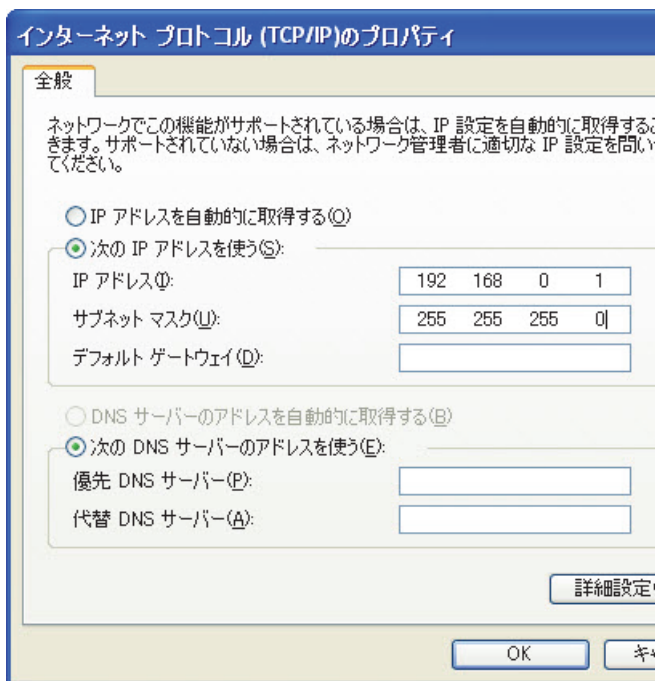 インターネット プロトコル (TCP/IP)のプロパティ
全般
ネットワークでこの機能がサポートされている場合は、IP 設定を自動的に取得する
きます。サポートされていない場合は、ネットワーク管理者に適切な IP 設定を問い
てください。
IP アドレスを自動的に取得する(O)
次の IP アドレスを使う(S):
IP アドレス(I): 192 168 0 1
サブネット マスク(U): 255 255 255 0
デフォルト ゲートウェイ(D):
DNS サーバーのアドレスを自動的に取得する(B)
次の DNS サーバーのアドレスを使う(E):
優先 DNS サーバー(P):
代替 DNS サーバー(A):
詳細設定
OK
キャ